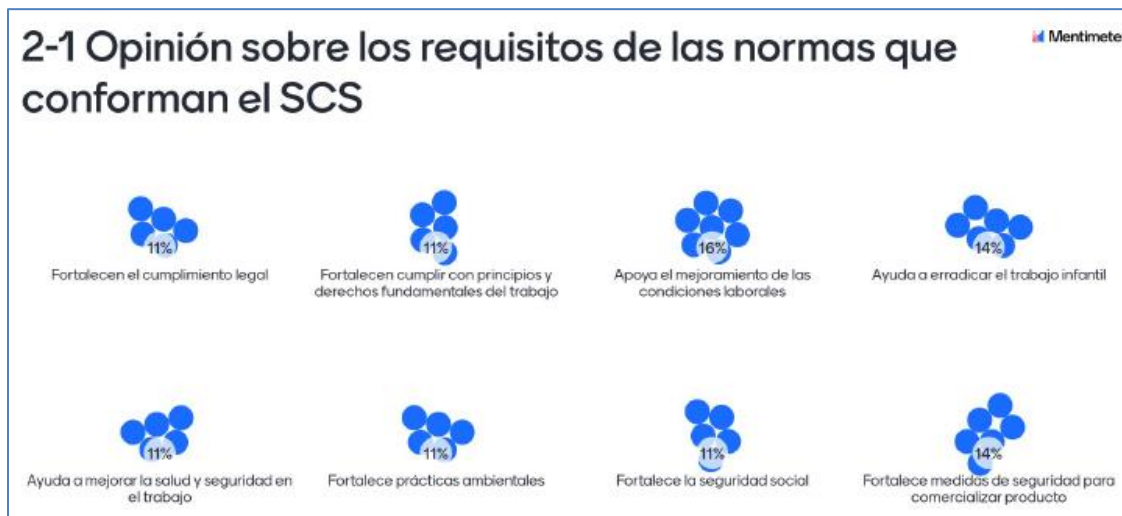 2-1 Opinión sobre los requisitos de las normas que
conforman el SCS
Mentimete
11%
Fortalecen el cumplimiento legal
11%
Fortalecen cumplir con principios y
derechos fundamentales del trabajo
16%
Apoya el mejoramiento de las
condiciones laborales
14%
Ayuda a erradicar el trabajo infantil
11%
Ayuda a mejorar la salud y seguridad en
el trabajo
11%
Fortalece prácticas ambientales
11%
Fortalece la seguridad social
14%
Fortalece medidas de seguridad para
comercializar producto